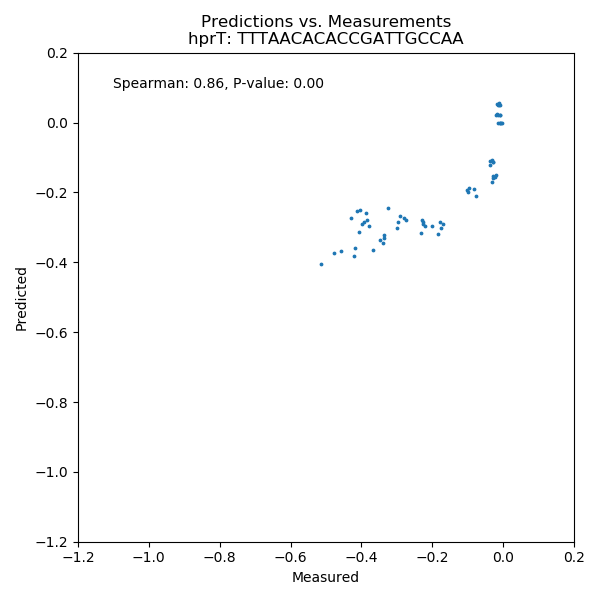 Predictions vs. Measurements
hprT: TTTAACACACCGATTGCCAA
Spearman: 0.86, P-value: 0.00
0.2
0.0
−0.2
−0.4
−0.6
−0.8
−1.0
−1.2
Predicted
−1.2 −1.0 −0.8 −0.6 −0.4 −0.2 0.0 0.2
Measured